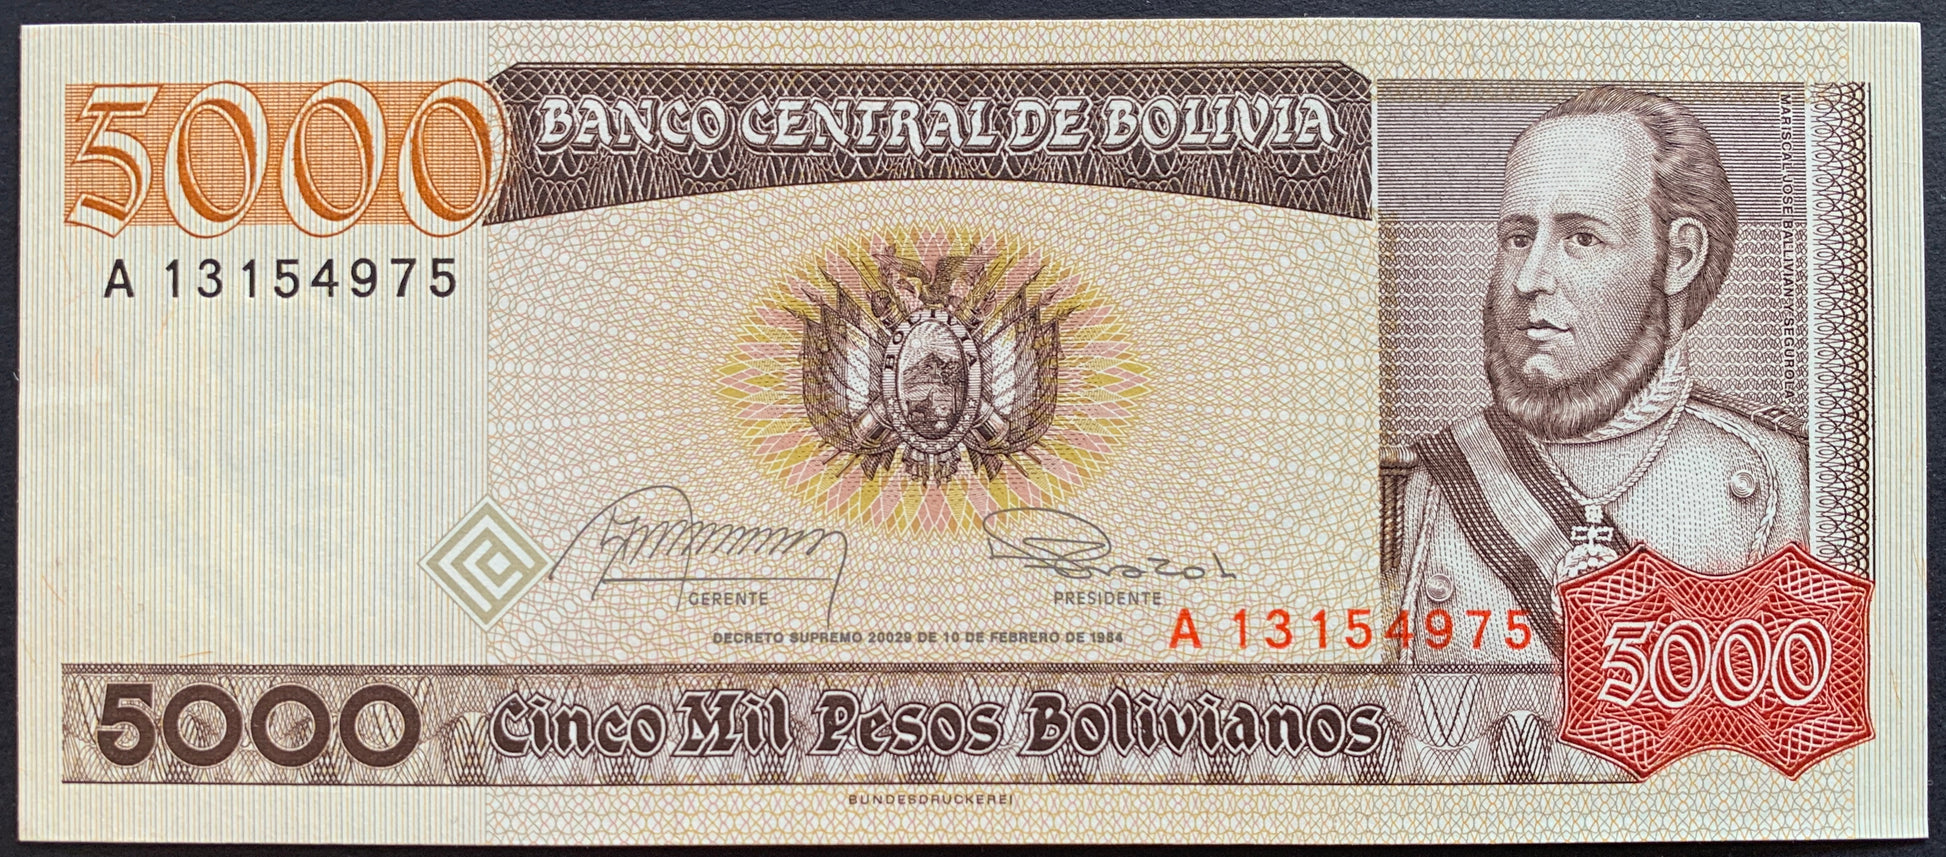 5000
BANCO CENTRAL DE BOLIVIA
MARISCAL JOSE BALLIVIAN Y SEGUROLA
A 13154975
BOLIVIA
GERENTE
PRESIDENTE
DECRETO SUPREMO 20029 DE 10 DE FEBRERO DE 1984
A 13154975
5000
5000
Cinco Mil Pesos Bolivianos
BUNDESDRUCKEREI